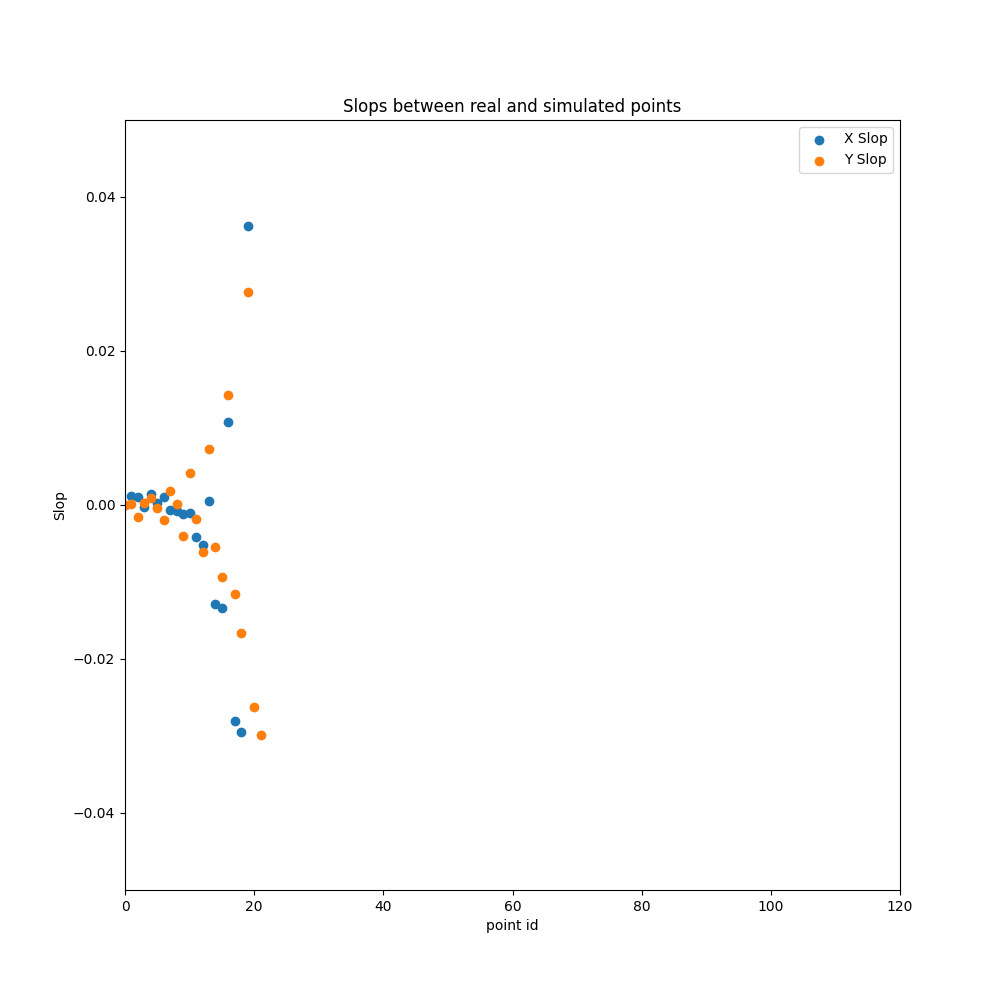 Slops between real and simulated points
X Slop
Y Slop
0.04
0.02
0.00
−0.02
−0.04
Slop
0 20 40 60 80 100 120
point id